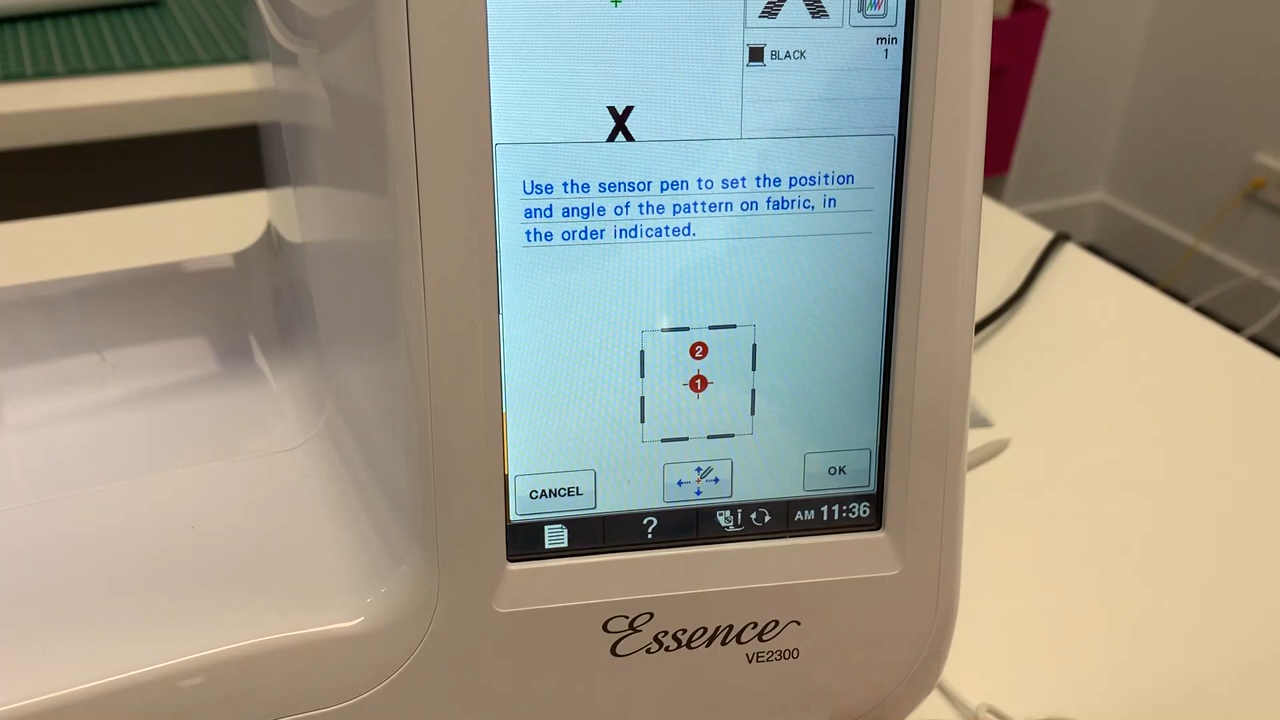 min
BLACK 1
X
Use the sensor pen to set the position
and angle of the pattern on fabric, in
the order indicated.
2
1
CANCEL
OK
? AM 11:36
Essence
VE2300